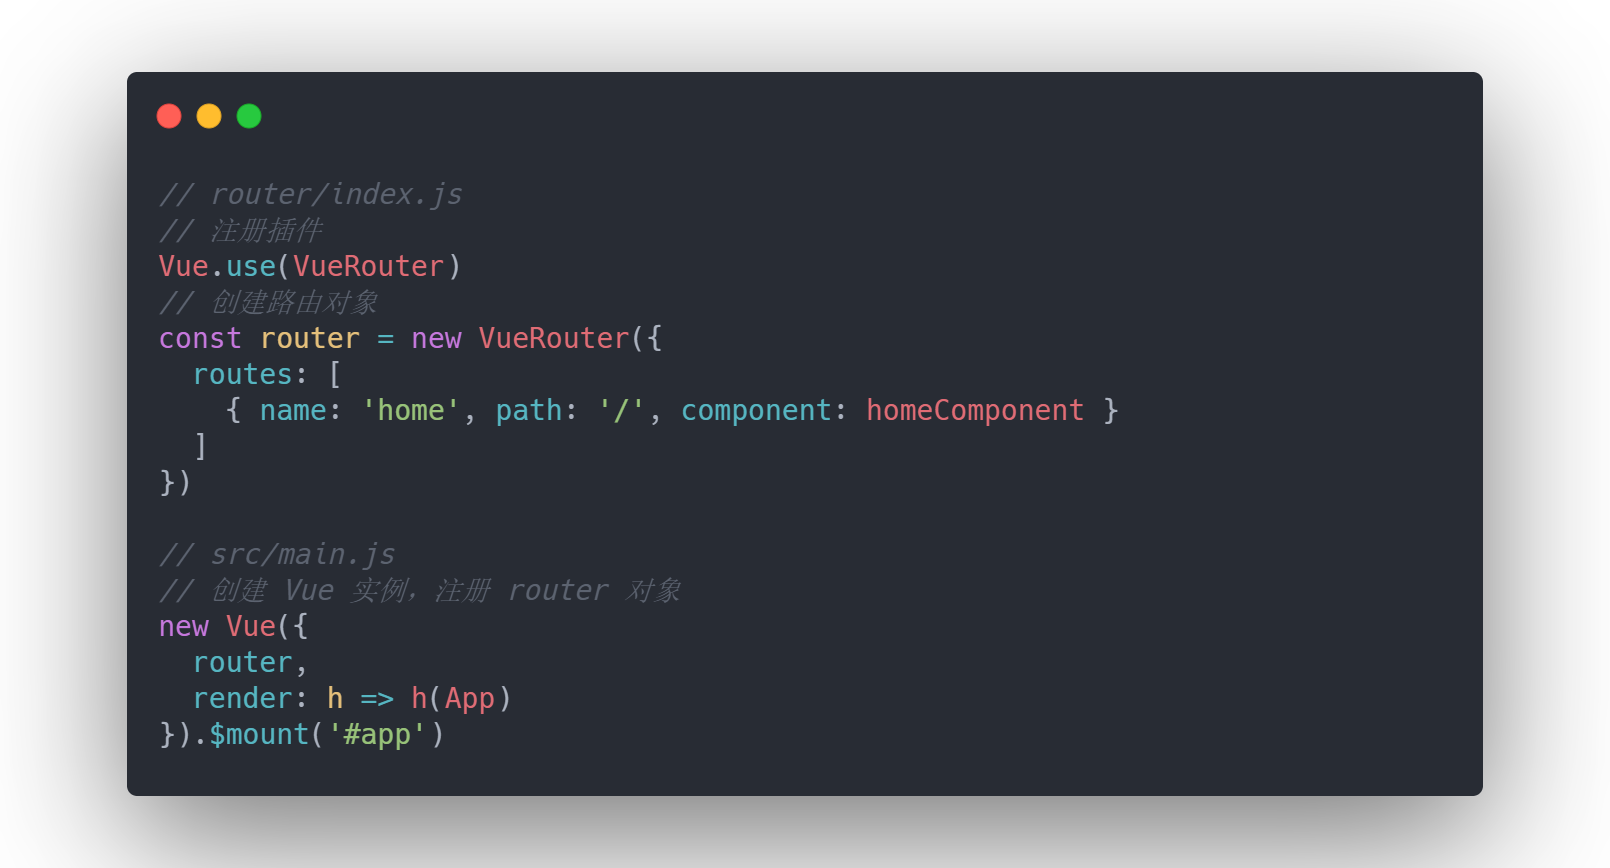 // router/index.js
// 注册插件
Vue.use(VueRouter)
// 创建路由对象
const router = new VueRouter({
  routes: [
    { name: 'home', path: '/', component: homeComponent }
  ]
})

// src/main.js
// 创建 Vue 实例，注册 router 对象
new Vue({
  router,
  render: h => h(App)
}).$mount('#app')